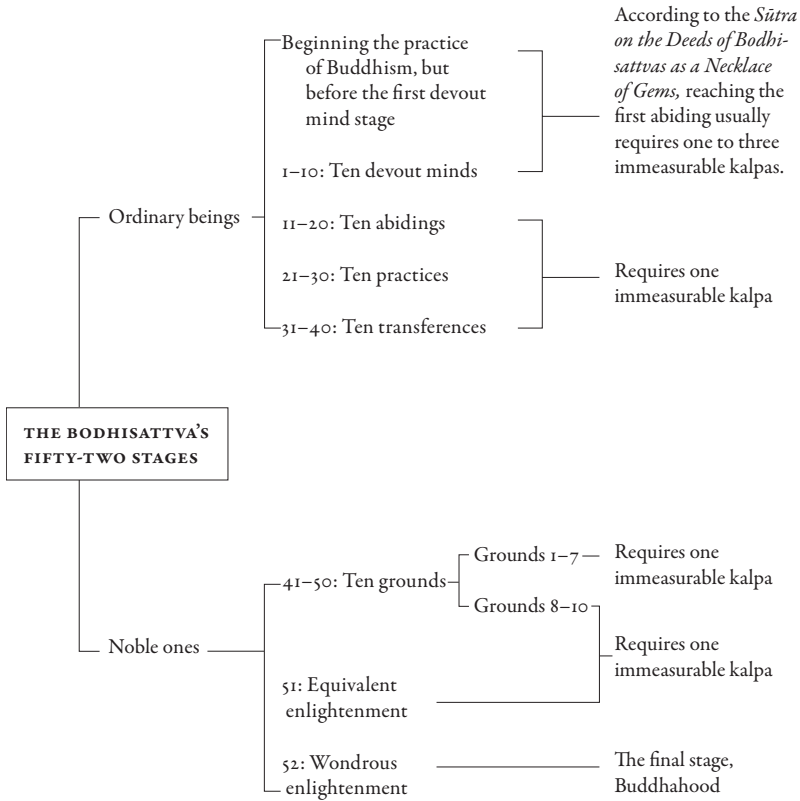 Beginning the practice
of Buddhism, but
before the first devout
mind stage
1–10: Ten devout minds
According to the Sūtra
on the Deeds of Bodhi-
sattvas as a Necklace
of Gems, reaching the
first abiding usually
requires one to three
immeasurable kalpas.
Ordinary beings
11–20: Ten abidings
21–30: Ten practices
31–40: Ten transferences
Requires one
immeasurable kalpa
THE BODHISATTVA’S
FIFTY-TWO STAGES
Noble ones
41–50: Ten grounds
Grounds 1–7
Requires one
immeasurable kalpa
Grounds 8–10
Requires one
immeasurable kalpa
51: Equivalent
enlightenment
52: Wondrous
enlightenment
The final stage,
Buddhahood